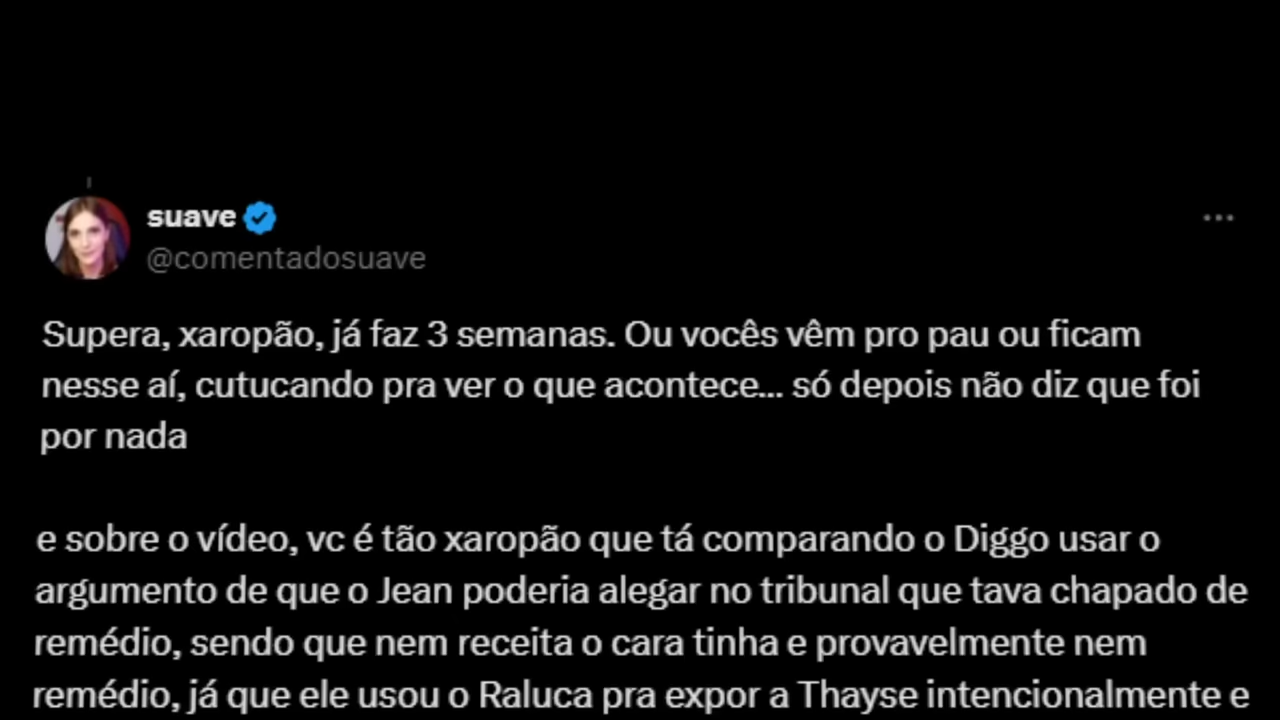 suave
@comentadosuave
Supera, xaropão, já faz 3 semanas. Ou vocês vêm pro pau ou ficam
nesse aí, cutucando pra ver o que acontece... só depois não diz que foi
por nada
e sobre o vídeo, vc é tão xaropão que tá comparando o Diggo usar o
argumento de que o Jean poderia alegar no tribunal que tava chapado de
remédio, sendo que nem receita o cara tinha e provavelmente nem
remédio, já que ele usou o Raluca pra expor a Thayse intencionalmente e